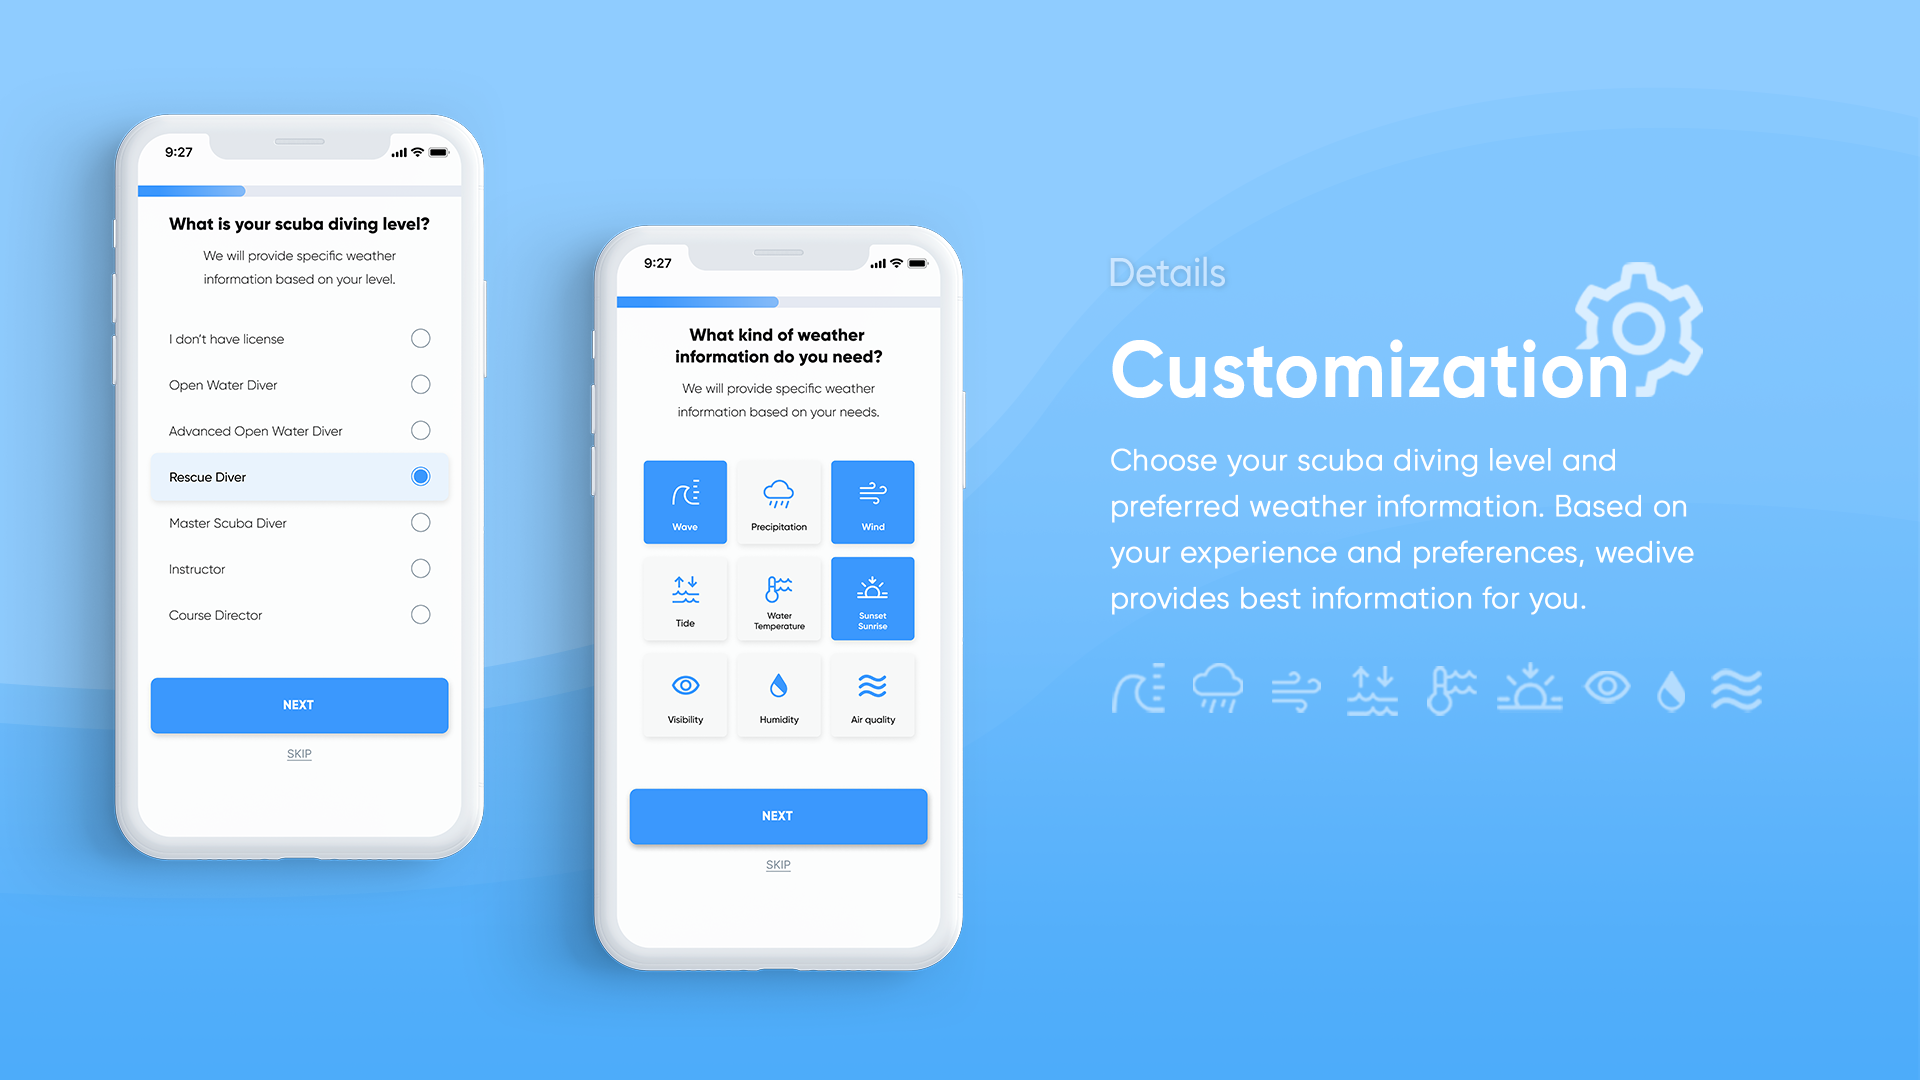 9:27
What is your scuba diving level?
We will provide specific weather
information based on your level.
I don't have license
Open Water Diver
Advanced Open Water Diver
Rescue Diver
Master Scuba Diver
Instructor
Course Director
NEXT
SKIP
9:27
What kind of weather
information do you need?
We will provide specific weather
information based on your needs.
Wave
Precipitation
Wind
Tide
Water
Temperature
Sunset
Sunrise
Visibility
Humidity
Air quality
NEXT
SKIP
Details
Customization
Choose your scuba diving level and
preferred weather information. Based on
your experience and preferences, wedive
provides best information for you.